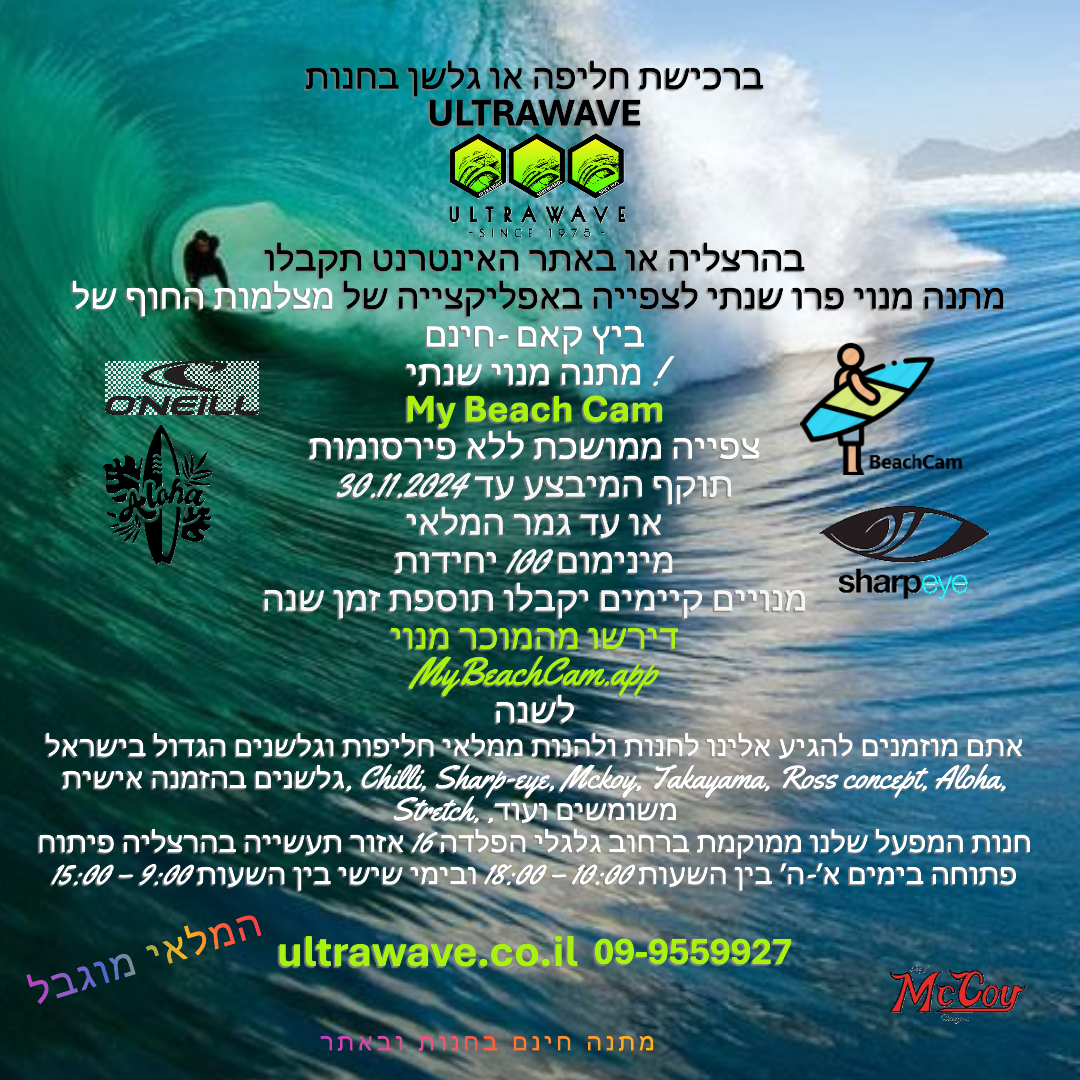 ברכישת חליפה או גלשן בחנות
ULTRAWAVE
ULTRAWAVE
-SINCE 1975-
בהרצליה או באתר האינטרנט תקבלו
מתנה מנוי פרו שנתי לצפייה באפליקצייה של מצלמות החוף של
ביץ קאם -חינם
מתנה מנוי שנתי !
My Beach Cam
צפייה ממושכת ללא פירסומות
תוקף המיבצע עד 30.11.2024
או עד גמר המלאי
מינימום 100 יחידות
מנויים קיימים יקבלו תוספת זמן שנה
דירשו מהמוכר מנוי
MyBeachCam.app
לשנה
O'NEILL
Aloha
BeachCam
sharpeye
אתם מוזמנים להגיע אלינו לחנות ולהנות ממלאי חליפות וגלשנים הגדול בישראל
Chilli, Sharp-eye, Mckoy, Takayama, Ross concept, Aloha, גלשנים בהזמנה אישית,
Stretch, ,משומשים ועוד
חנות המפעל שלנו ממוקמת ברחוב גלגלי הפלדה 16 אזור תעשייה בהרצליה פיתוח
פתוחה בימים א'-ה' בין השעות 10:00 – 18:00 ובימי שישי בין השעות 9:00 – 15:00
המלאי מוגבל
ultrawave.co.il 09-9559927
McCoy
מתנה חינם בחנות ובאתר